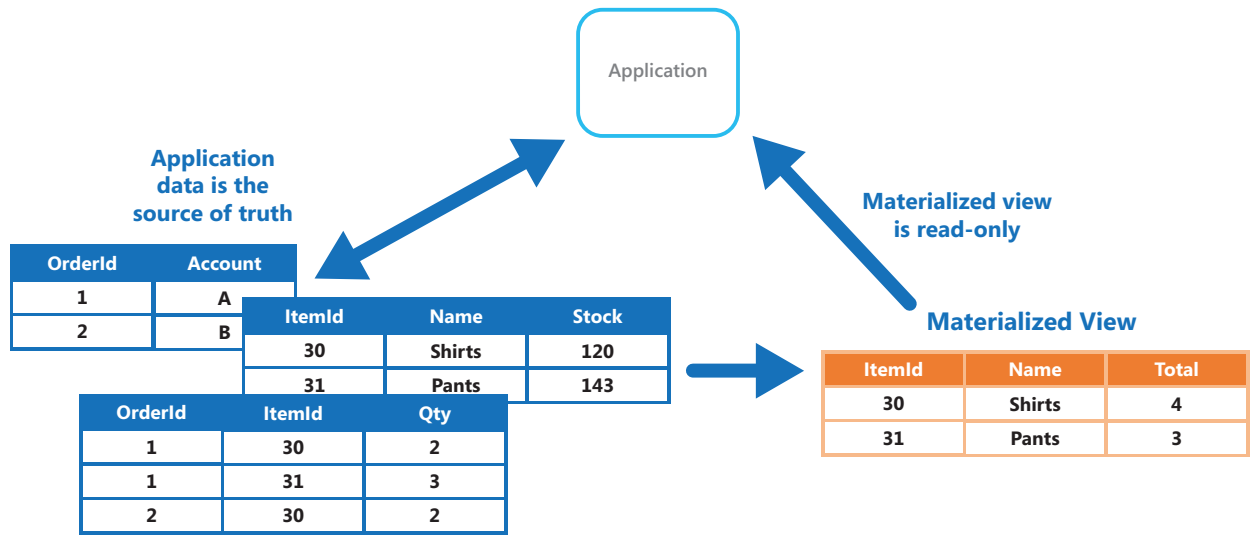 Application
Application
data is the
source of truth
Materialized view
is read-only
OrderId Account
1 A
2 B
ItemId Name Stock
30 Shirts 120
31 Pants 143
OrderId ItemId Qty
1 30 2
1 31 3
2 30 2
Materialized View
ItemId Name Total
30 Shirts 4
31 Pants 3